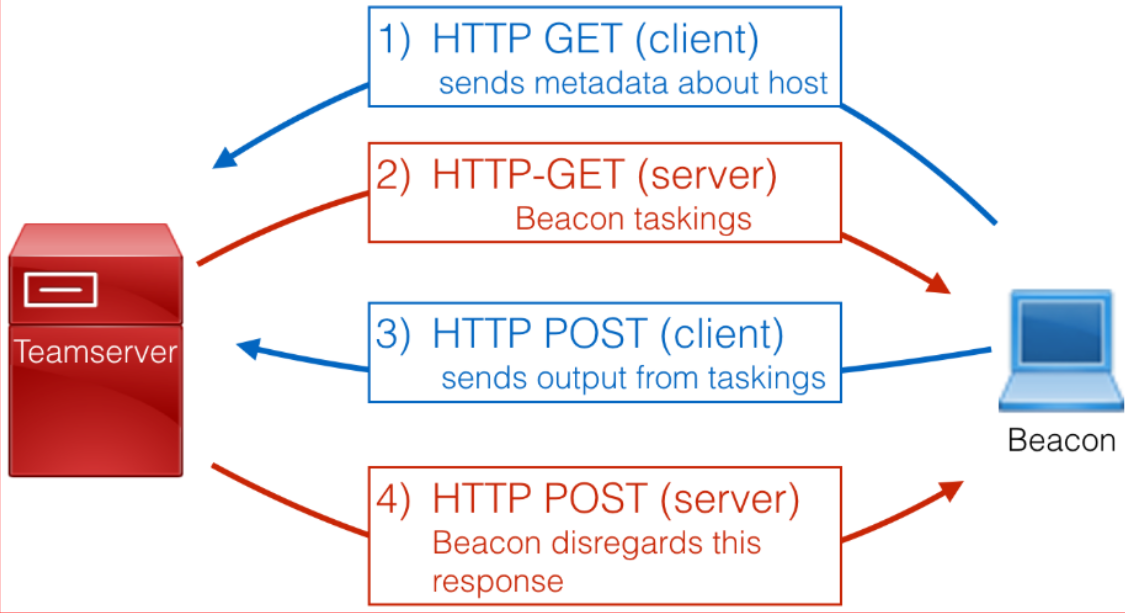 1) HTTP GET (client)
sends metadata about host
2) HTTP-GET (server)
Beacon taskings
Teamserver
3) HTTP POST (client)
sends output from taskings
Beacon
4) HTTP POST (server)
Beacon disregards this
response